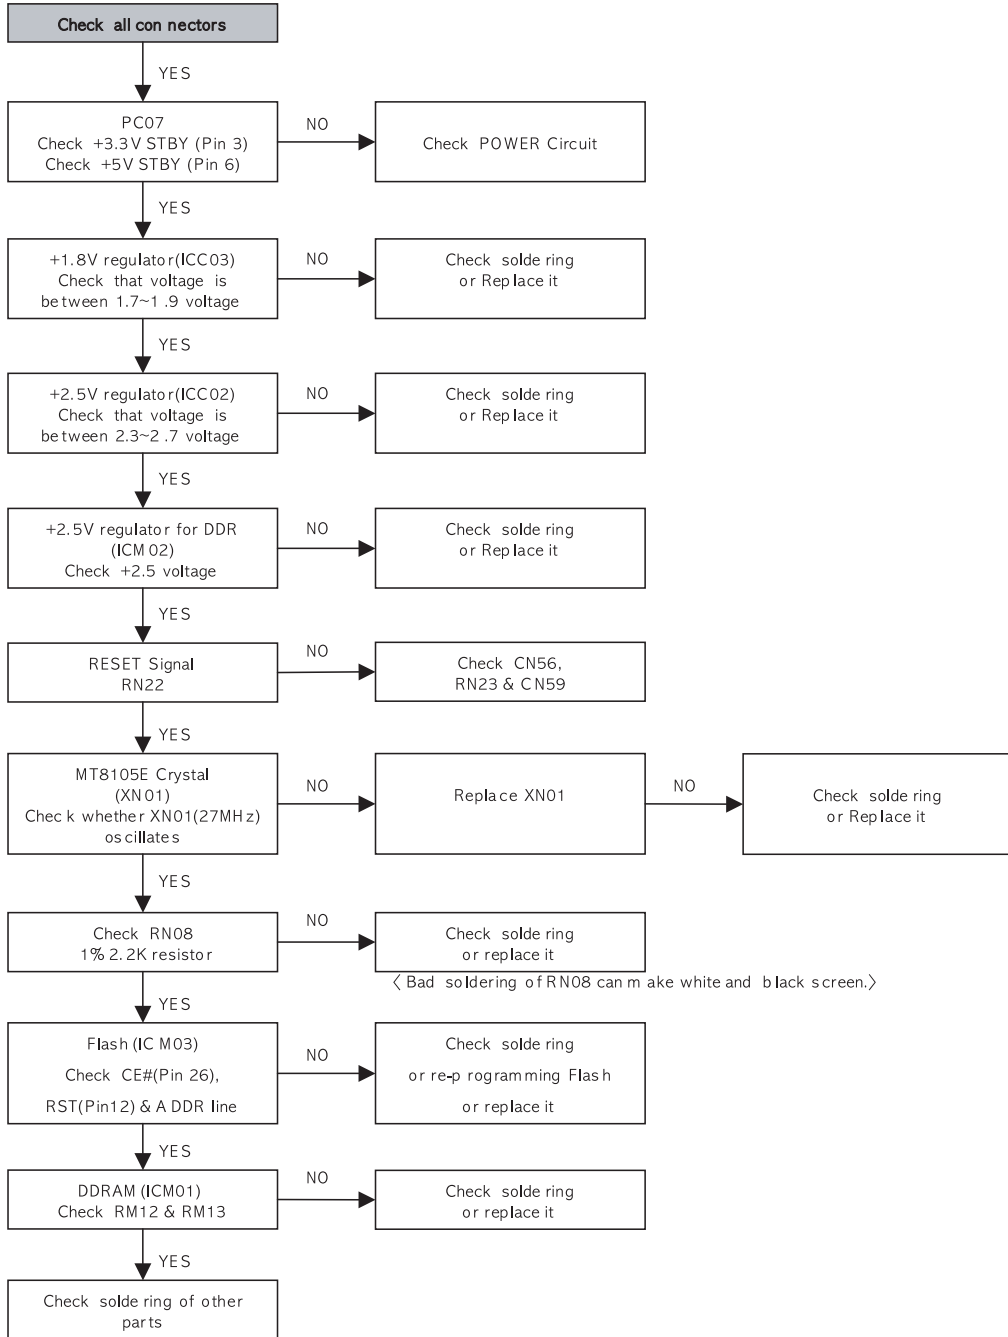 Check all connectors
YES
PC07
Check +3.3V STBY (Pin 3)
Check +5V STBY (Pin 6)
NO
Check POWER Circuit
YES
+1.8V regulator(ICC03)
Check that voltage is
between 1.7~1.9 voltage
NO
Check soldering
or Replace it
YES
+2.5V regulator(ICC02)
Check that voltage is
between 2.3~2.7 voltage
NO
Check soldering
or Replace it
YES
+2.5V regulator for DDR
(ICM02)
Check +2.5 voltage
NO
Check soldering
or Replace it
YES
RESET Signal
RN22
NO
Check CN56,
RN23 & CN59
YES
MT8105E Crystal
(XN01)
Check whether XN01(27MHz)
oscillates
NO
Replace XN01
NO
Check soldering
or Replace it
YES
Check RN08
1% 2.2K resistor
NO
Check soldering
or replace it
〈 Bad soldering of RN08 can make white and black screen.〉
YES
Flash (ICM03)
Check CE#(Pin 26),
RST(Pin12) & ADDR line
NO
Check soldering
or re-programming Flash
or replace it
YES
DDRAM (ICM01)
Check RM12 & RM13
NO
Check soldering
or replace it
YES
Check soldering of other
parts